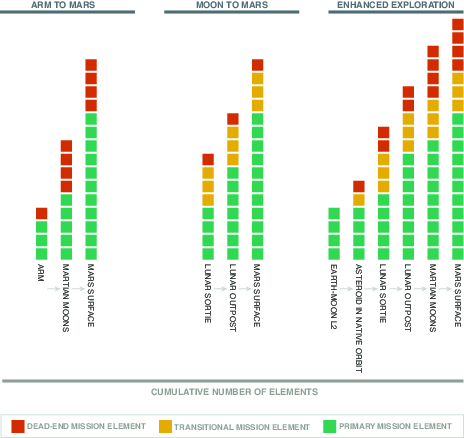 ARM TO MARS
MOON TO MARS
ENHANCED EXPLORATION
ARM
MARTIAN MOONS
MARS SURFACE
LUNAR SORTIE
LUNAR OUTPOST
MARS SURFACE
EARTH-MOON L2
ASTEROID IN NATIVE ORBIT
LUNAR SORTIE
LUNAR OUTPOST
MARTIAN MOONS
MARS SURFACE
CUMULATIVE NUMBER OF ELEMENTS
DEAD-END MISSION ELEMENT
TRANSITIONAL MISSION ELEMENT
PRIMARY MISSION ELEMENT